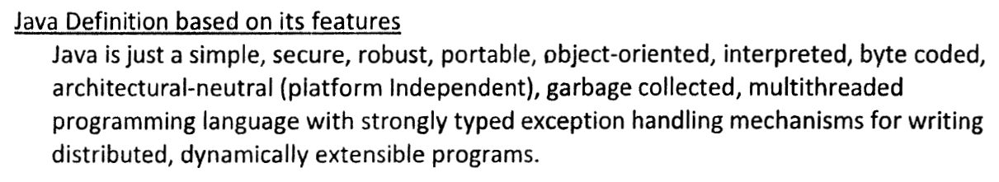 Java Definition based on its features
Java is just a simple, secure, robust, portable, object-oriented, interpreted, byte coded,
architectural-neutral (platform Independent), garbage collected, multithreaded
programming language with strongly typed exception handling mechanisms for writing
distributed, dynamically extensible programs.